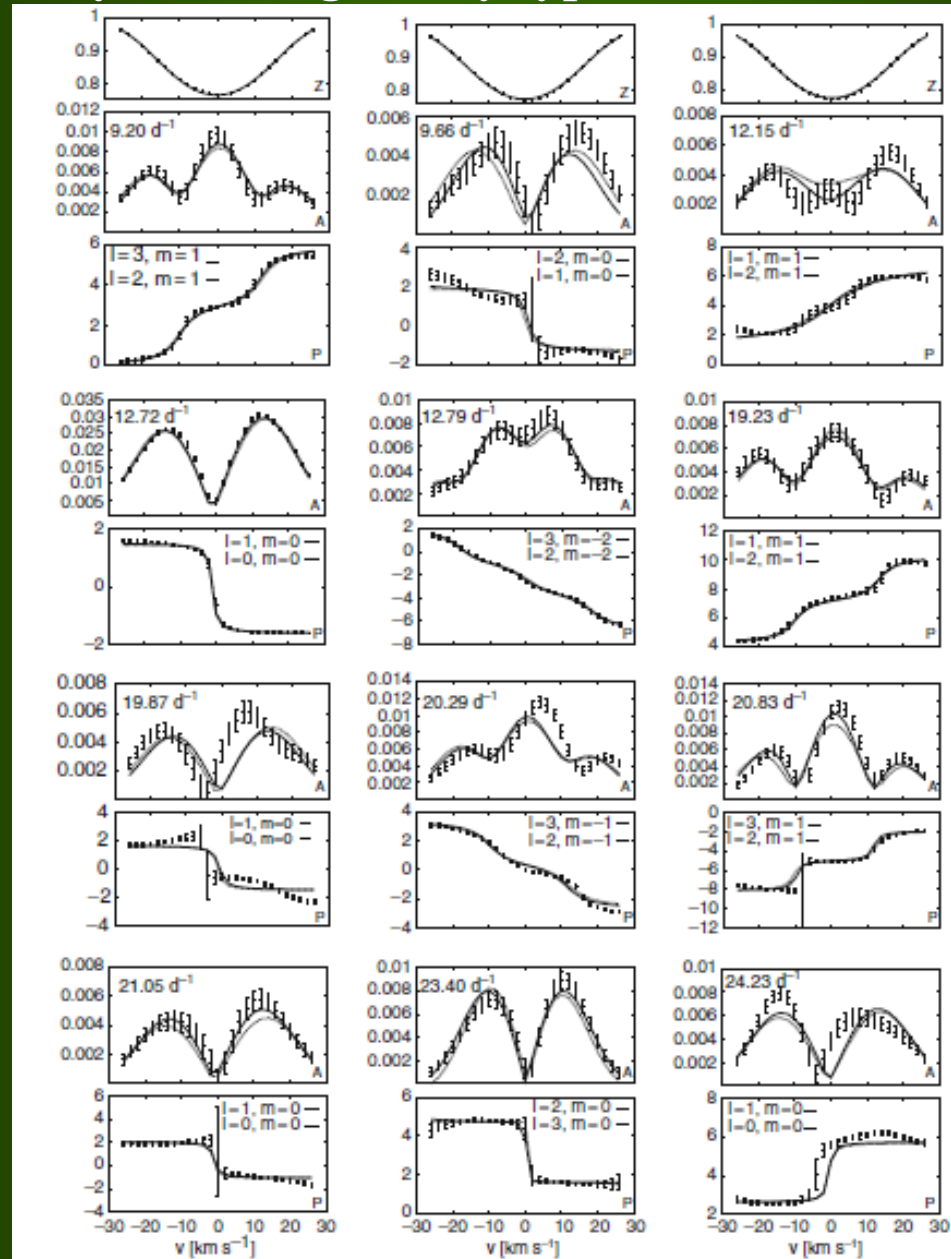 1
0.9
0.8
Z
1
0.9
0.8
Z
1
0.9
0.8
Z
0.012
0.01
0.008
0.006
0.004
0.002
9.20 d⁻¹
A
0.006
0.004
0.002
9.66 d⁻¹
A
0.008
0.006
0.004
0.002
12.15 d⁻¹
A
6
4
2
0
l=3, m=1
l=2, m=1
P
4
2
0
−2
l=2, m=0
l=1, m=0
P
8
6
4
2
0
l=1, m=1
l=2, m=1
P
0.035
0.030
0.025
0.02
0.015
0.01
0.005
12.72 d⁻¹
A
0.01
0.008
0.006
0.004
0.002
12.79 d⁻¹
A
0.01
0.008
0.006
0.004
0.002
19.23 d⁻¹
A
2
0
−2
l=1, m=0
l=0, m=0
P
2
0
−2
−4
−6
−8
l=3, m=−2
l=2, m=−2
P
12
10
8
6
4
l=1, m=1
l=2, m=1
P
0.008
0.006
0.004
0.002
19.87 d⁻¹
A
0.014
0.012
0.01
0.008
0.006
0.004
0.002
20.29 d⁻¹
A
0.014
0.012
0.01
0.008
0.006
0.004
0.002
20.83 d⁻¹
A
4
2
0
−2
−4
l=1, m=0
l=0, m=0
P
4
2
0
−2
−4
l=3, m=−1
l=2, m=−1
P
−0
−2
−4
−6
−8
−10
−12
l=3, m=1
l=2, m=1
P
0.008
0.006
0.004
0.002
21.05 d⁻¹
A
0.01
0.008
0.006
0.004
0.002
23.40 d⁻¹
A
0.01
0.008
0.006
0.004
0.002
24.23 d⁻¹
A
6
4
2
0
−2
−4
l=1, m=0
l=0, m=0
P
6
4
2
0
l=2, m=0
l=3, m=0
P
8
6
4
2
l=1, m=0
l=0, m=0
P
−30 −20 −10 0 10 20 30
v [km s⁻¹]
−20 −10 0 10 20
v [km s⁻¹]
−30 −20 −10 0 10 20 30
v [km s⁻¹]